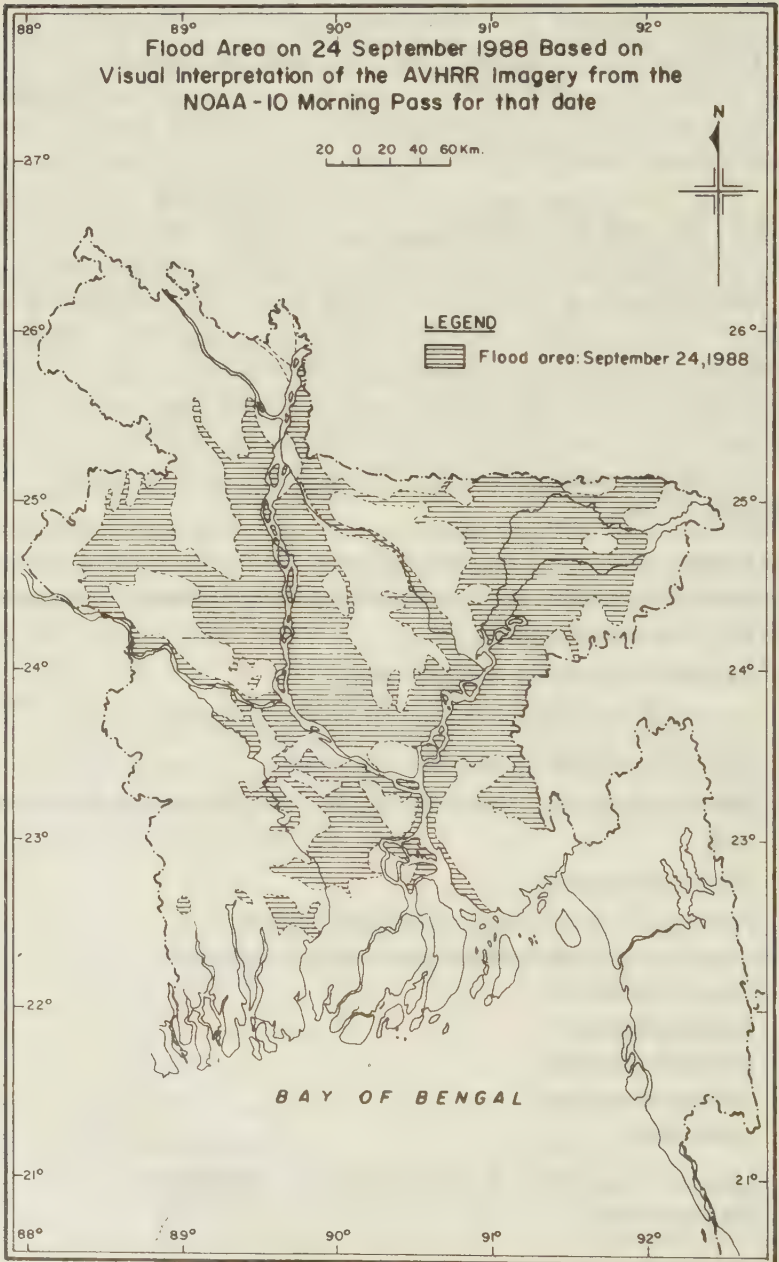 88° 89° 90° 91° 92°
Flood Area on 24 September 1988 Based on
Visual Interpretation of the AVHRR Imagery from the
NOAA-10 Morning Pass for that date
N
20 0 20 40 60 Km.
27°
26° 26°
LEGEND
Flood area: September 24, 1988
25° 25°
24° 24°
23° 23°
22°
BAY OF BENGAL
21° 21°
88° 89° 90° 91° 92°